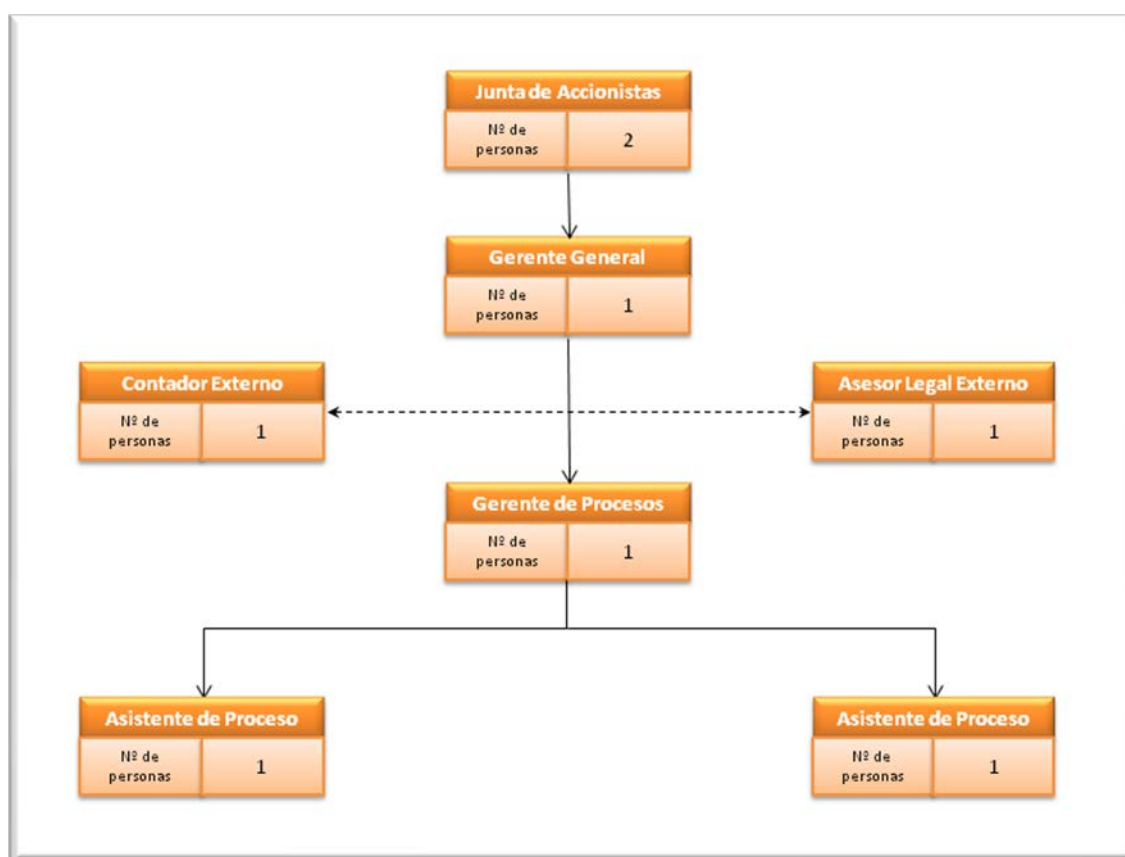 Junta de Accionistas
Nº de
personas
2
Gerente General
Nº de
personas
1
Contador Externo
Nº de
personas
1
Asesor Legal Externo
Nº de
personas
1
Gerente de Procesos
Nº de
personas
1
Asistente de Proceso
Nº de
personas
1
Asistente de Proceso
Nº de
personas
1